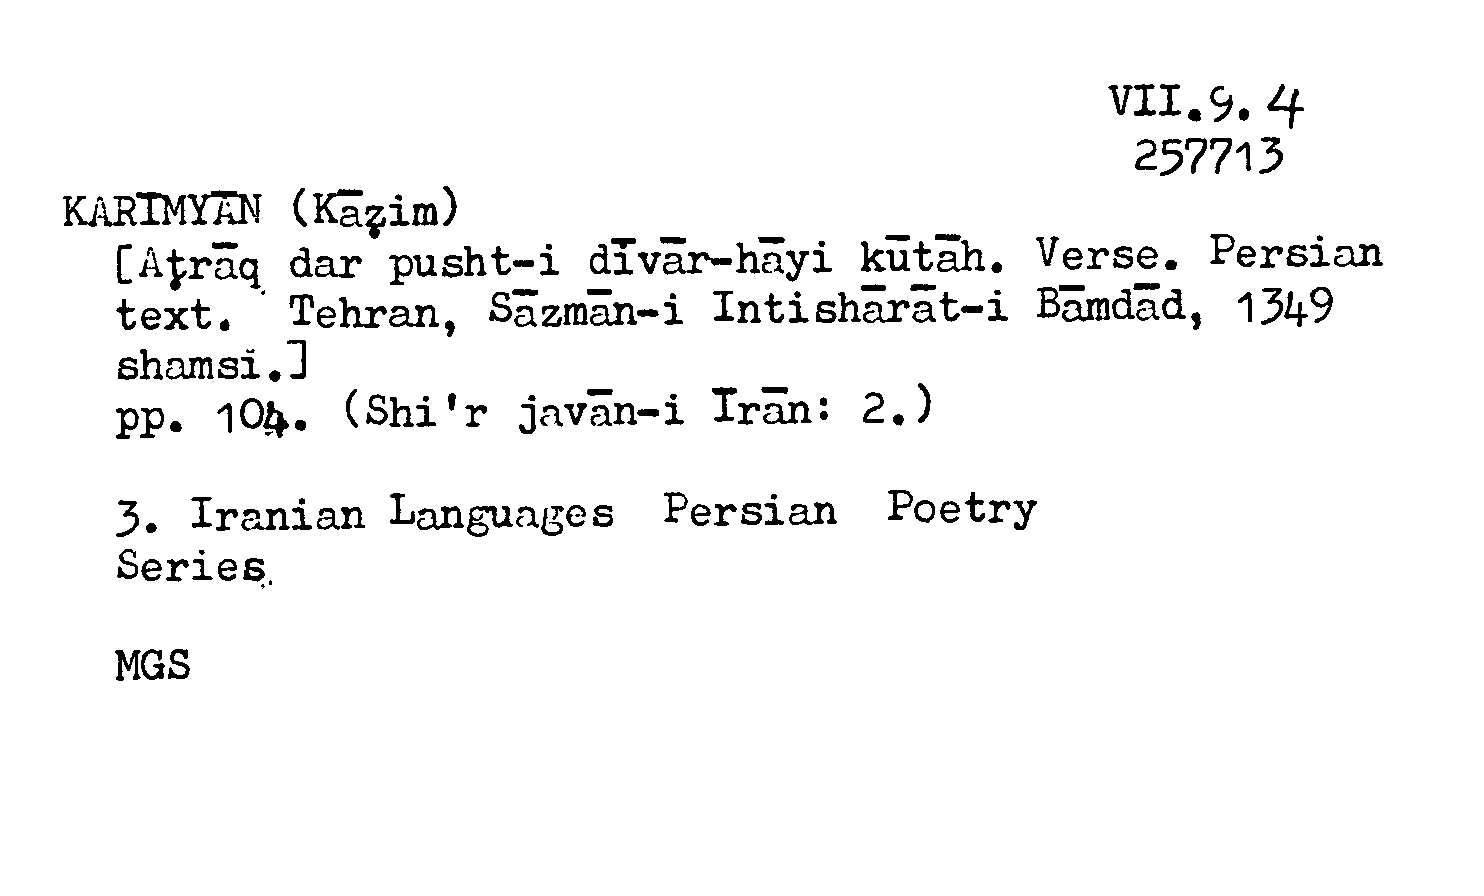 VII.9.4
257713
KARĪMYĀN (Kāẓim)
[Aṭrāq dar pusht-i dīvār-hāyi kūtāh. Verse. Persian
text. Tehran, Sāzmān-i Intishārāt-i Bāmdād, 1349
shamsī.]
pp. 104. (Shi'r javān-i Īrān: 2.)
3. Iranian Languages Persian Poetry
Series.
MGS